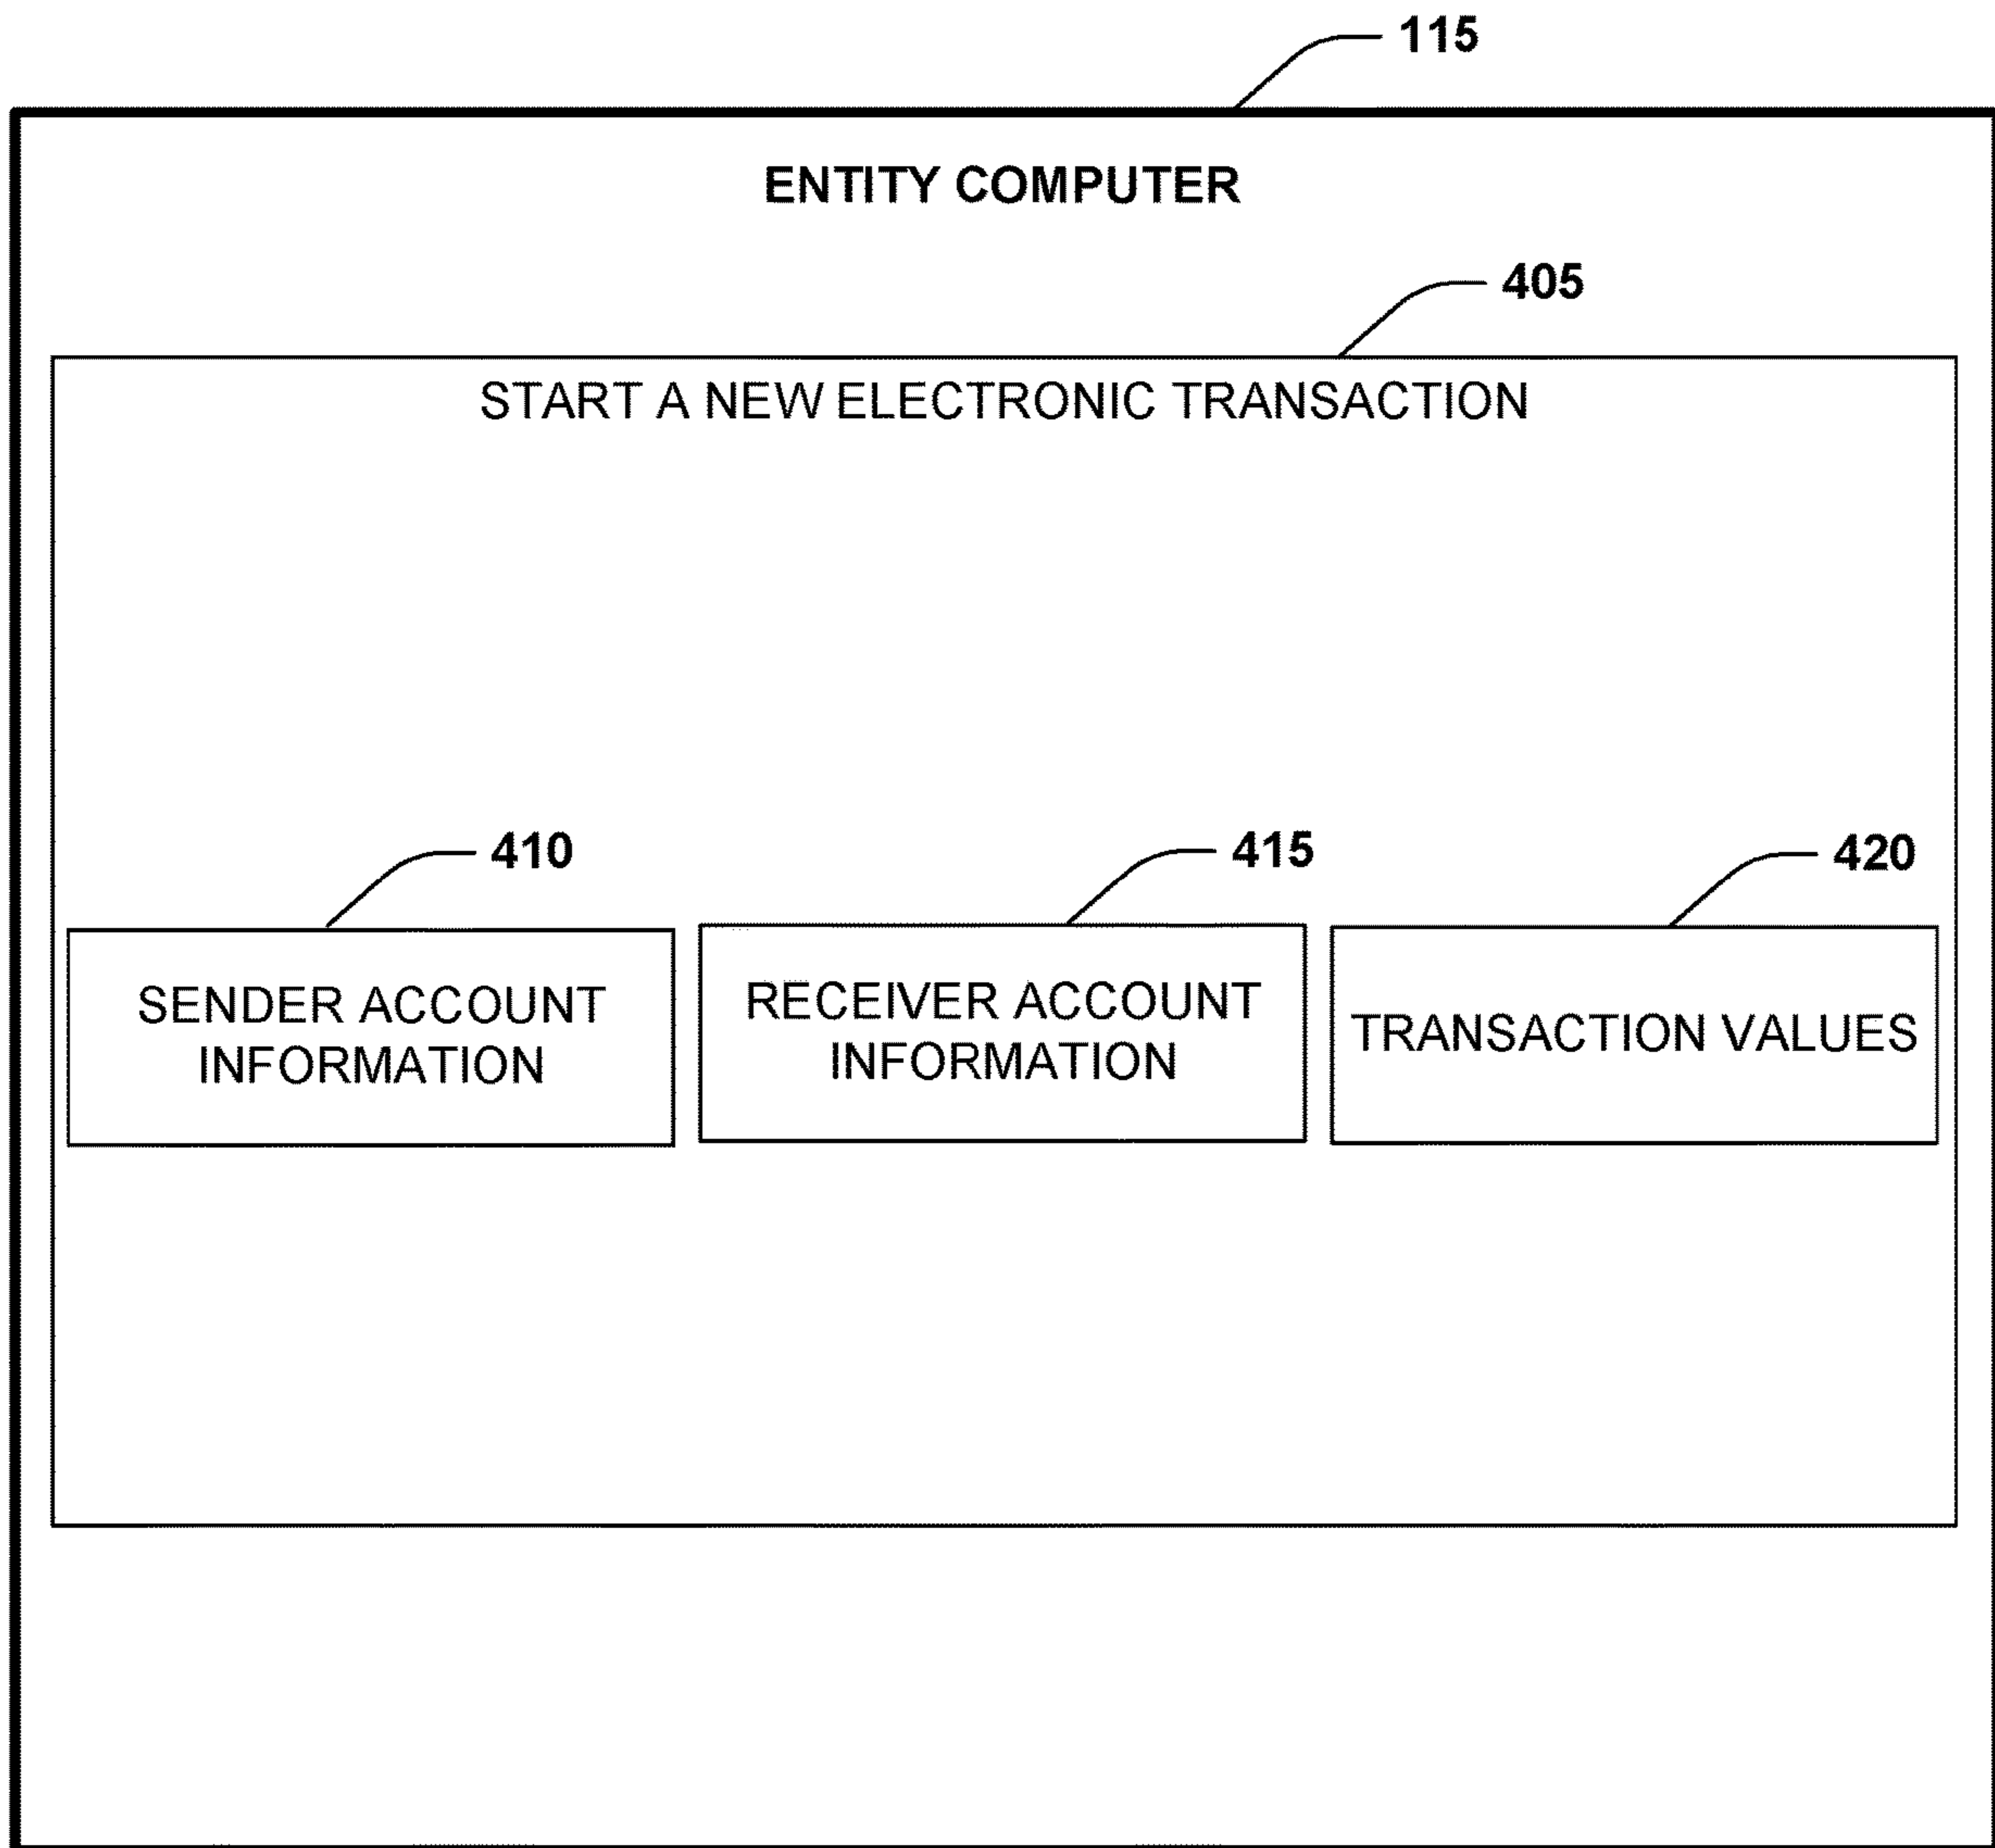 115
ENTITY COMPUTER
405
START A NEW ELECTRONIC TRANSACTION
410
415
420
SENDER ACCOUNT
INFORMATION
RECEIVER ACCOUNT
INFORMATION
TRANSACTION VALUES